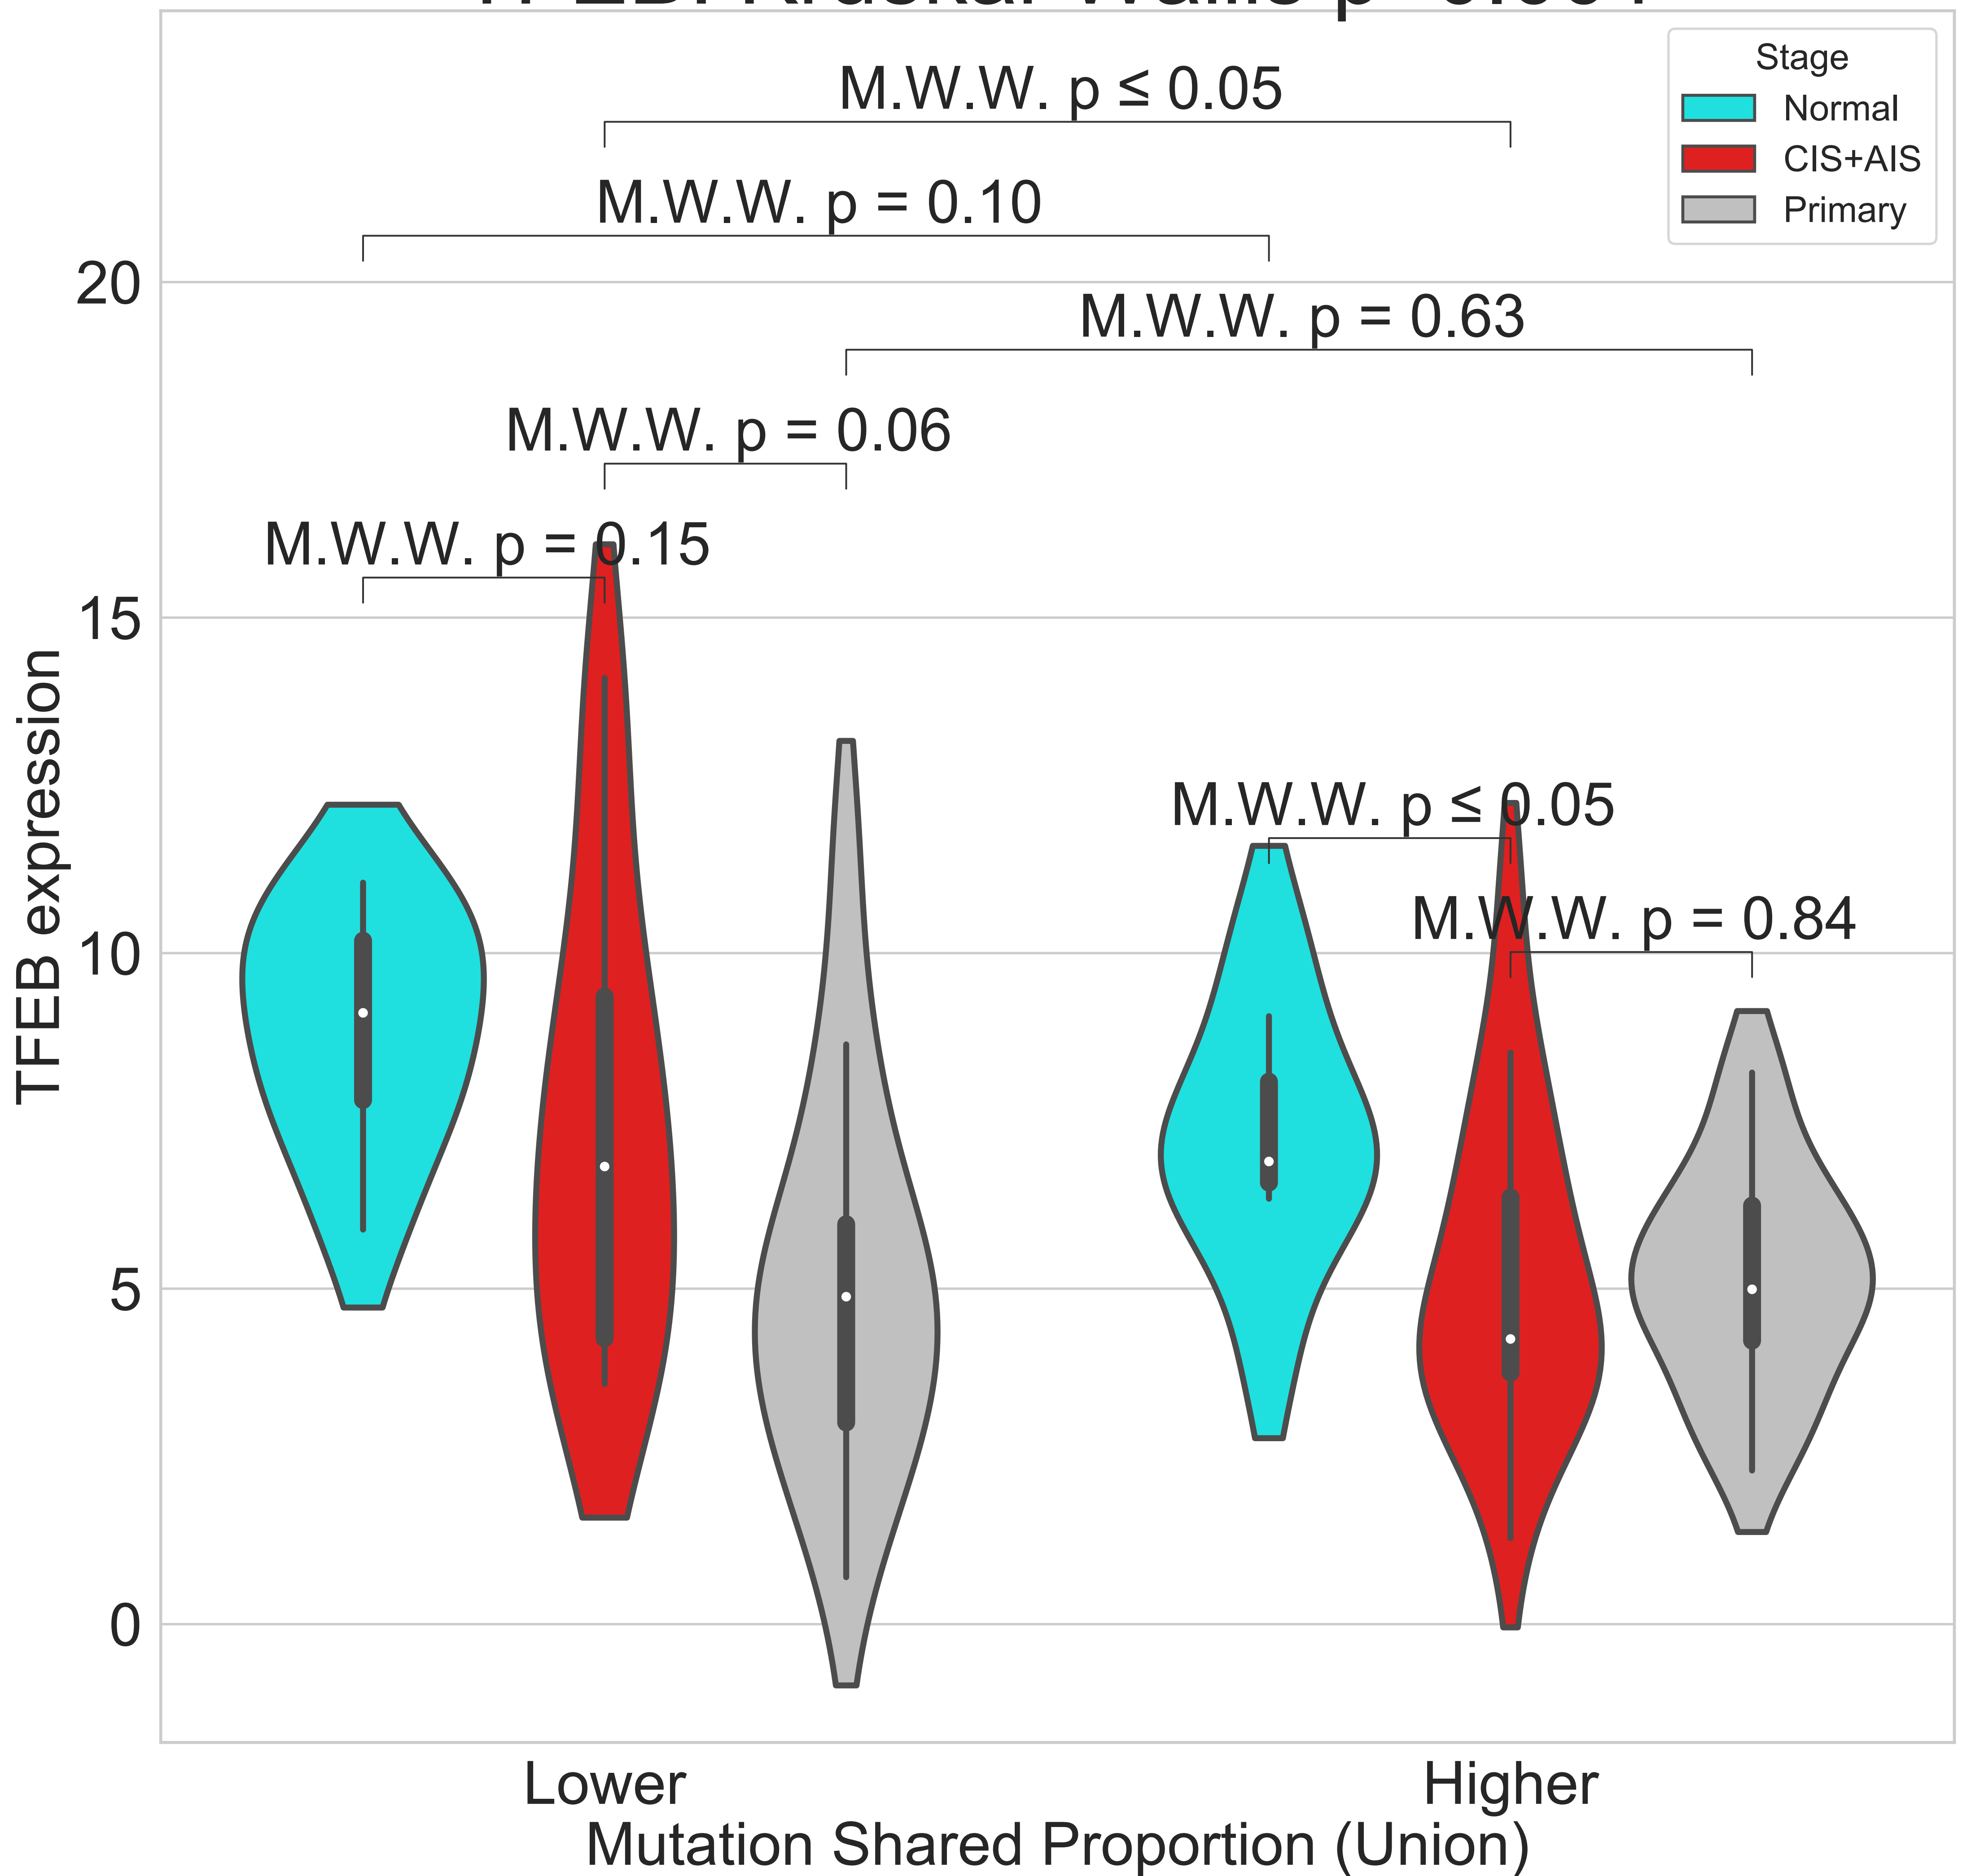 M.W.W. p ≤ 0.05
Stage
Normal
CIS+AIS
Primary
M.W.W. p = 0.10
20
M.W.W. p = 0.63
M.W.W. p = 0.06
M.W.W. p = 0.15
15
M.W.W. p ≤ 0.05
M.W.W. p = 0.84
10
5
0
TFEB expression
Lower
Higher
Mutation Shared Proportion (Union)